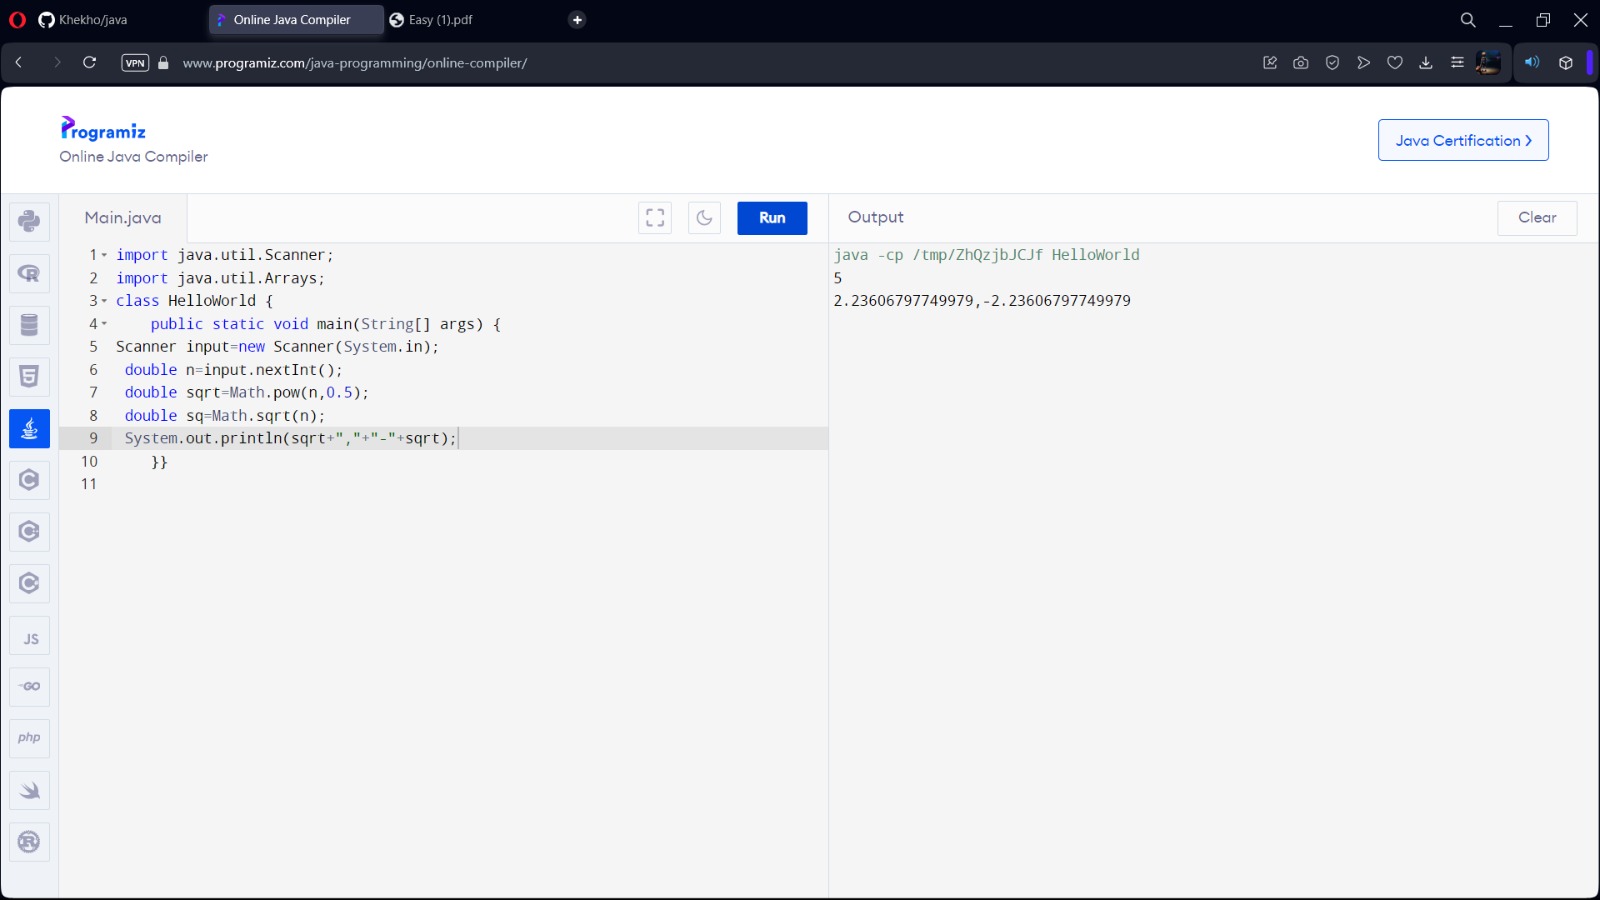 Khekho/java
Online Java Compiler
Easy (1).pdf
VPN
www.programiz.com/java-programming/online-compiler/
Programiz
Online Java Compiler
Java Certification
Main.java
Run
Output
Clear
1 import java.util.Scanner;
2 import java.util.Arrays;
3 class HelloWorld {
4     public static void main(String[] args) {
5 Scanner input=new Scanner(System.in);
6  double n=input.nextInt();
7  double sqrt=Math.pow(n,0.5);
8  double sq=Math.sqrt(n);
9  System.out.println(sqrt+","+"-"+sqrt);
10     }}
11
java -cp /tmp/ZhQzjbJCJf HelloWorld
5
2.23606797749979,-2.23606797749979
R
5
C
C
C
JS
GO
php
R